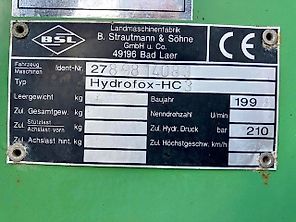 BSL
Landmaschinenfabrik
B. Strautmann & Söhne
GmbH u. Co.
49196 Bad Laer
CE
Fahrzeug Maschinen Ident-Nr.
Typ Hydrofox-HC3
Leergewicht kg Baujahr 199
Zul. Gesamtgew. kg Nenndrehzahl U/min
Zul. Stützlast Achslast vorn kg Zul. Hydr. Druck bar 210
Zul. Achslast hint. kg Zul. Höchstgeschw. km/h